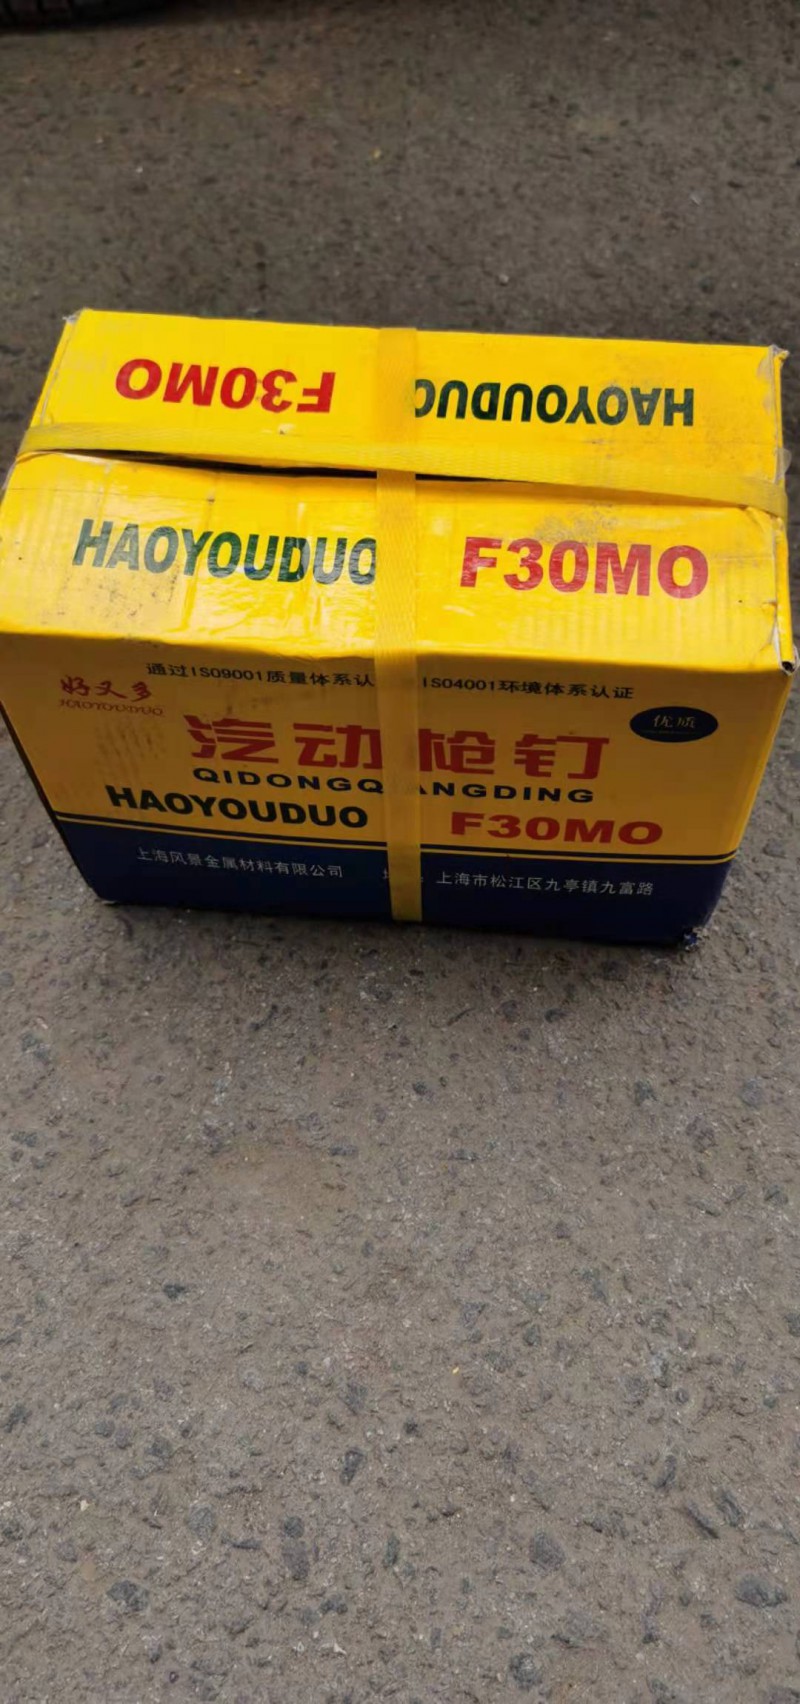 F30MO HAOYOUDUO
HAOYOUDUO F30MO
通过ISO9001质量体系认 ISO4001环境体系认证
好又多
HAOYOUDUO
优质
汽动枪钉
QIDONGQ ANGDING
HAOYOUDUO F30MO
上海风景金属材料有限公司 上海市松江区九亭镇九富路